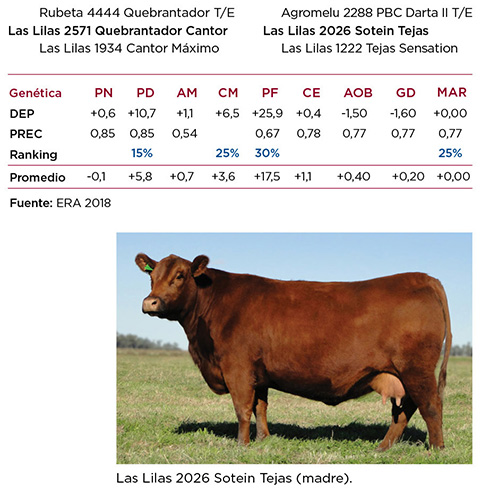 Rubeta 4444 Quebrantador T/E Agromelu 2288 PBC Darta II T/E
Las Lilas 2571 Quebrantador Cantor Las Lilas 2026 Sotein Tejas
Las Lilas 1934 Cantor Máximo Las Lilas 1222 Tejas Sensation
Genética PN PD AM CM PF CE AOB GD MAR
DEP +0,6 +10,7 +1,1 +6,5 +25,9 +0,4 -1,50 -1,60 +0,00
PREC 0,85 0,85 0,54 0,67 0,78 0,77 0,77 0,77
Ranking 15% 25% 30% 25%
Promedio -0,1 +5,8 +0,7 +3,6 +17,5 +1,1 +0,40 +0,20 +0,00
Fuente: ERA 2018
Las Lilas 2026 Sotein Tejas (madre).